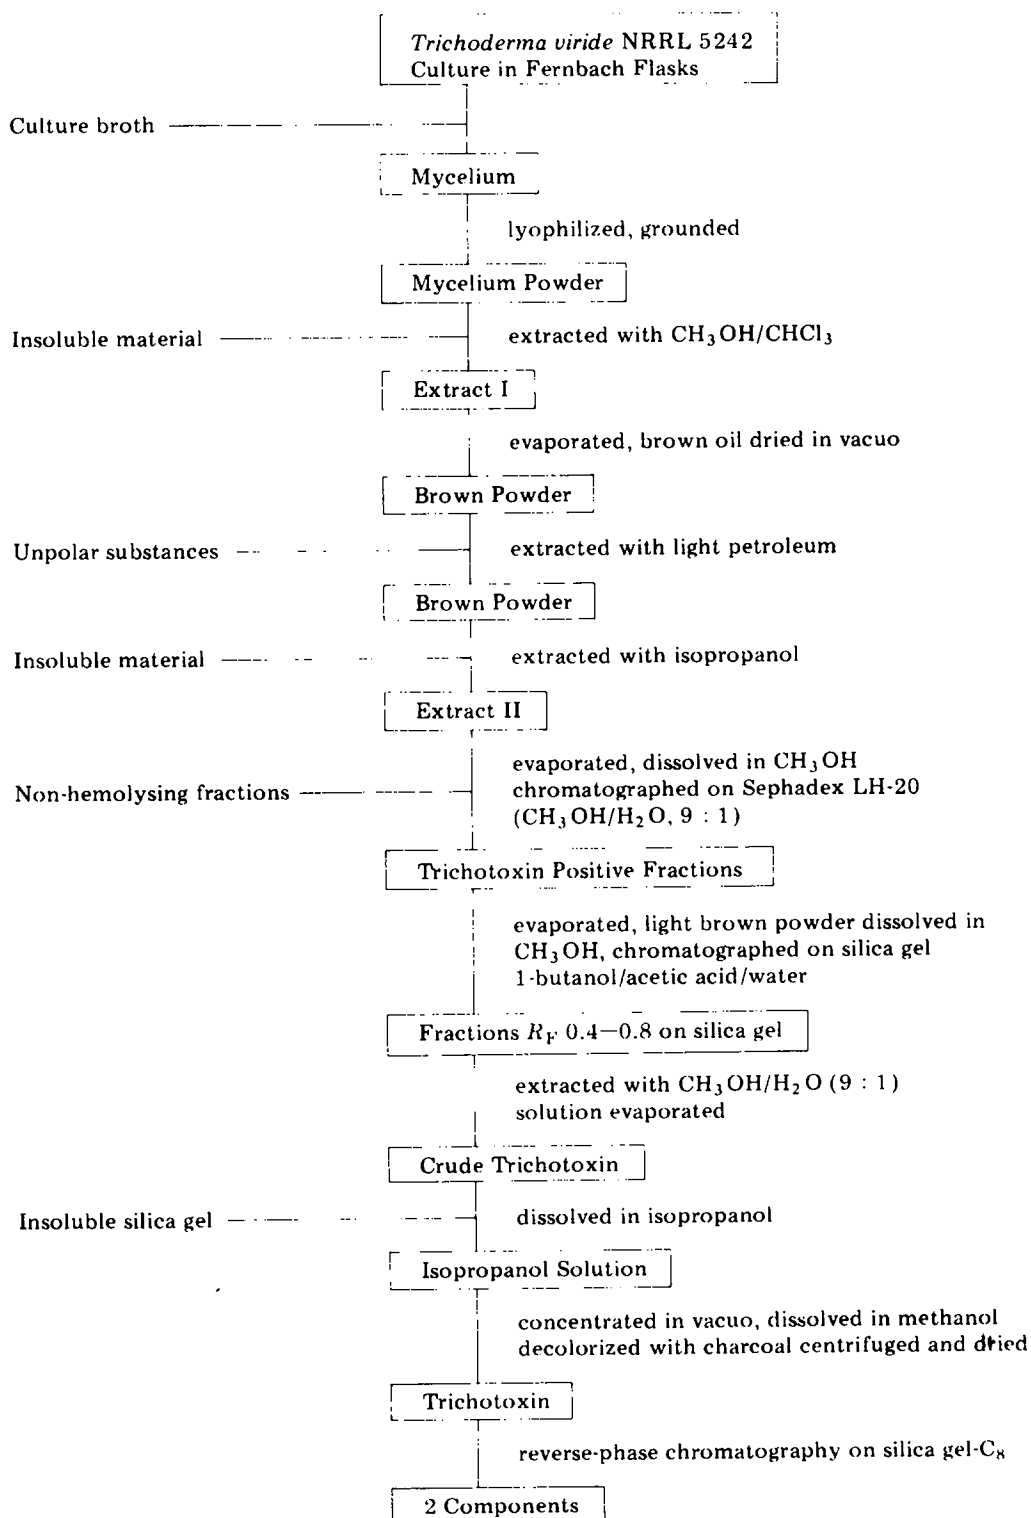 Trichoderma viride NRRL 5242
Culture in Fernbach Flasks
Culture broth
Mycelium
lyophilized, grounded
Mycelium Powder
Insoluble material
extracted with CH₃OH/CHCl₃
Extract I
evaporated, brown oil dried in vacuo
Brown Powder
Unpolar substances
extracted with light petroleum
Brown Powder
Insoluble material
extracted with isopropanol
Extract II
evaporated, dissolved in CH₃OH
Non-hemolysing fractions
chromatographed on Sephadex LH-20
(CH₃OH/H₂O, 9 : 1)
Trichotoxin Positive Fractions
evaporated, light brown powder dissolved in
CH₃OH, chromatographed on silica gel
1-butanol/acetic acid/water
Fractions R_F 0.4—0.8 on silica gel
extracted with CH₃OH/H₂O (9 : 1)
solution evaporated
Crude Trichotoxin
Insoluble silica gel
dissolved in isopropanol
Isopropanol Solution
concentrated in vacuo, dissolved in methanol
decolorized with charcoal centrifuged and dried
Trichotoxin
reverse-phase chromatography on silica gel-C₈
2 Components